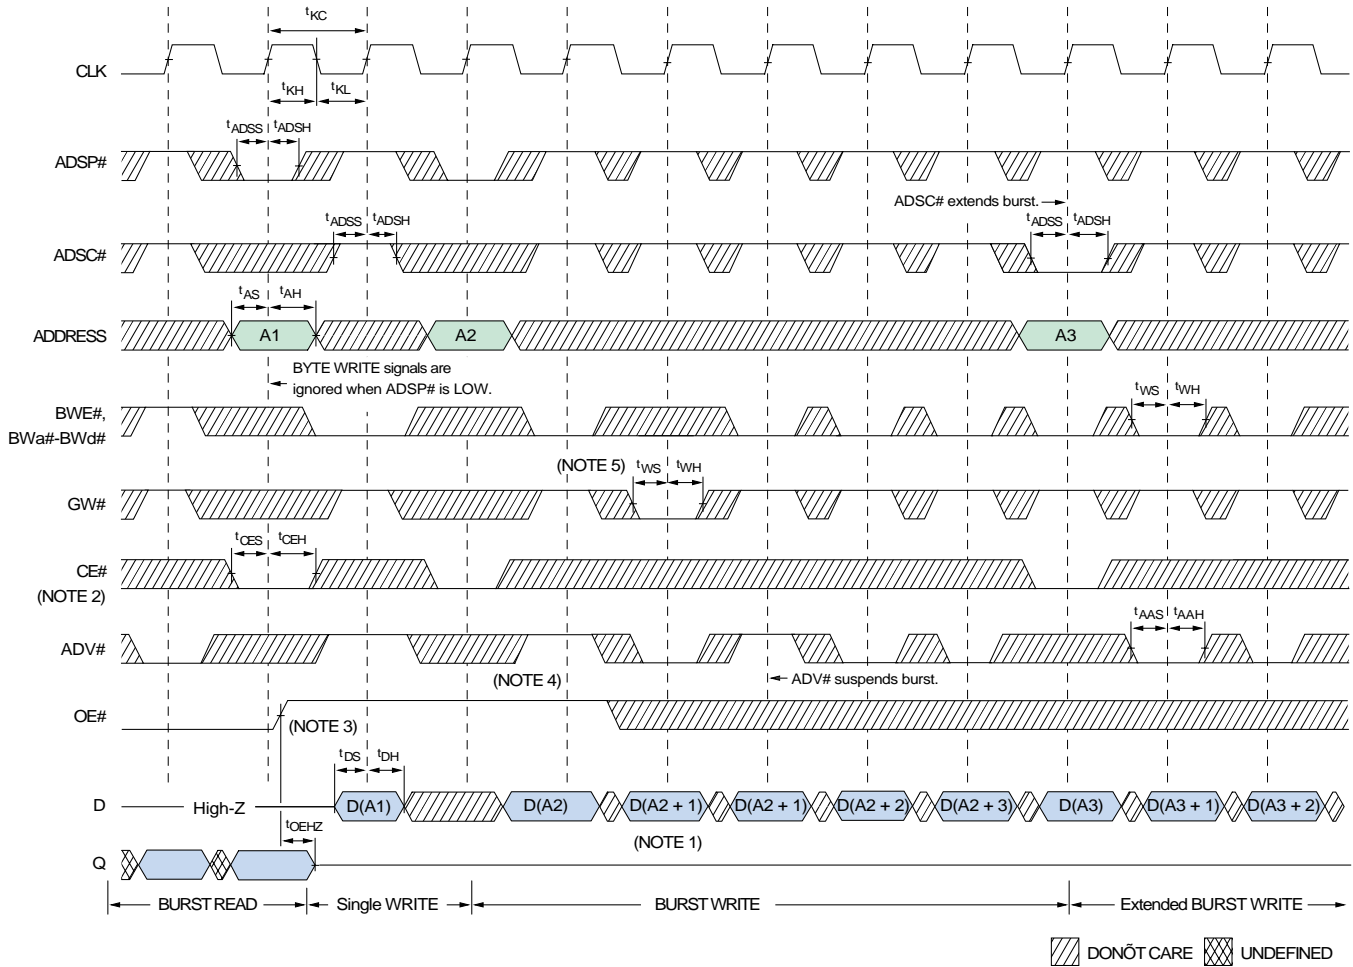 tKC
CLK
tKH
tKL
tADSS
tADSH
ADSP#
ADSC# extends burst.
tADSS
tADSH
tADSS
tADSH
ADSC#
tAS
tAH
ADDRESS
A1
A2
A3
BYTE WRITE signals are
ignored when ADSP# is LOW.
BWE#,
BWa#-BWd#
tWS
tWH
(NOTE 5)
tWS
tWH
GW#
tCES
tCEH
CE#
(NOTE 2)
tAAS
tAAH
ADV#
(NOTE 4)
ADV# suspends burst.
OE#
(NOTE 3)
tDS
tDH
D
High-Z
D(A1)
D(A2)
D(A2 + 1)
D(A2 + 1)
D(A2 + 2)
D(A2 + 3)
D(A3)
D(A3 + 1)
D(A3 + 2)
tOEHZ
(NOTE 1)
Q
BURST READ
Single WRITE
BURST WRITE
Extended BURST WRITE
DONÕT CARE
UNDEFINED